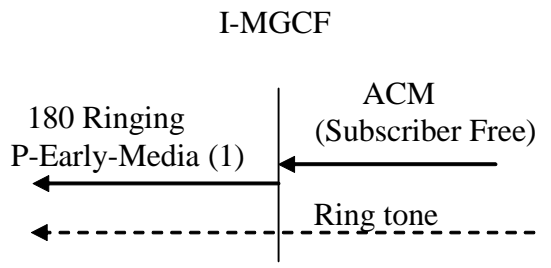 I-MGCF
ACM
(Subscriber Free)
180 Ringing
P-Early-Media (1)
Ring tone